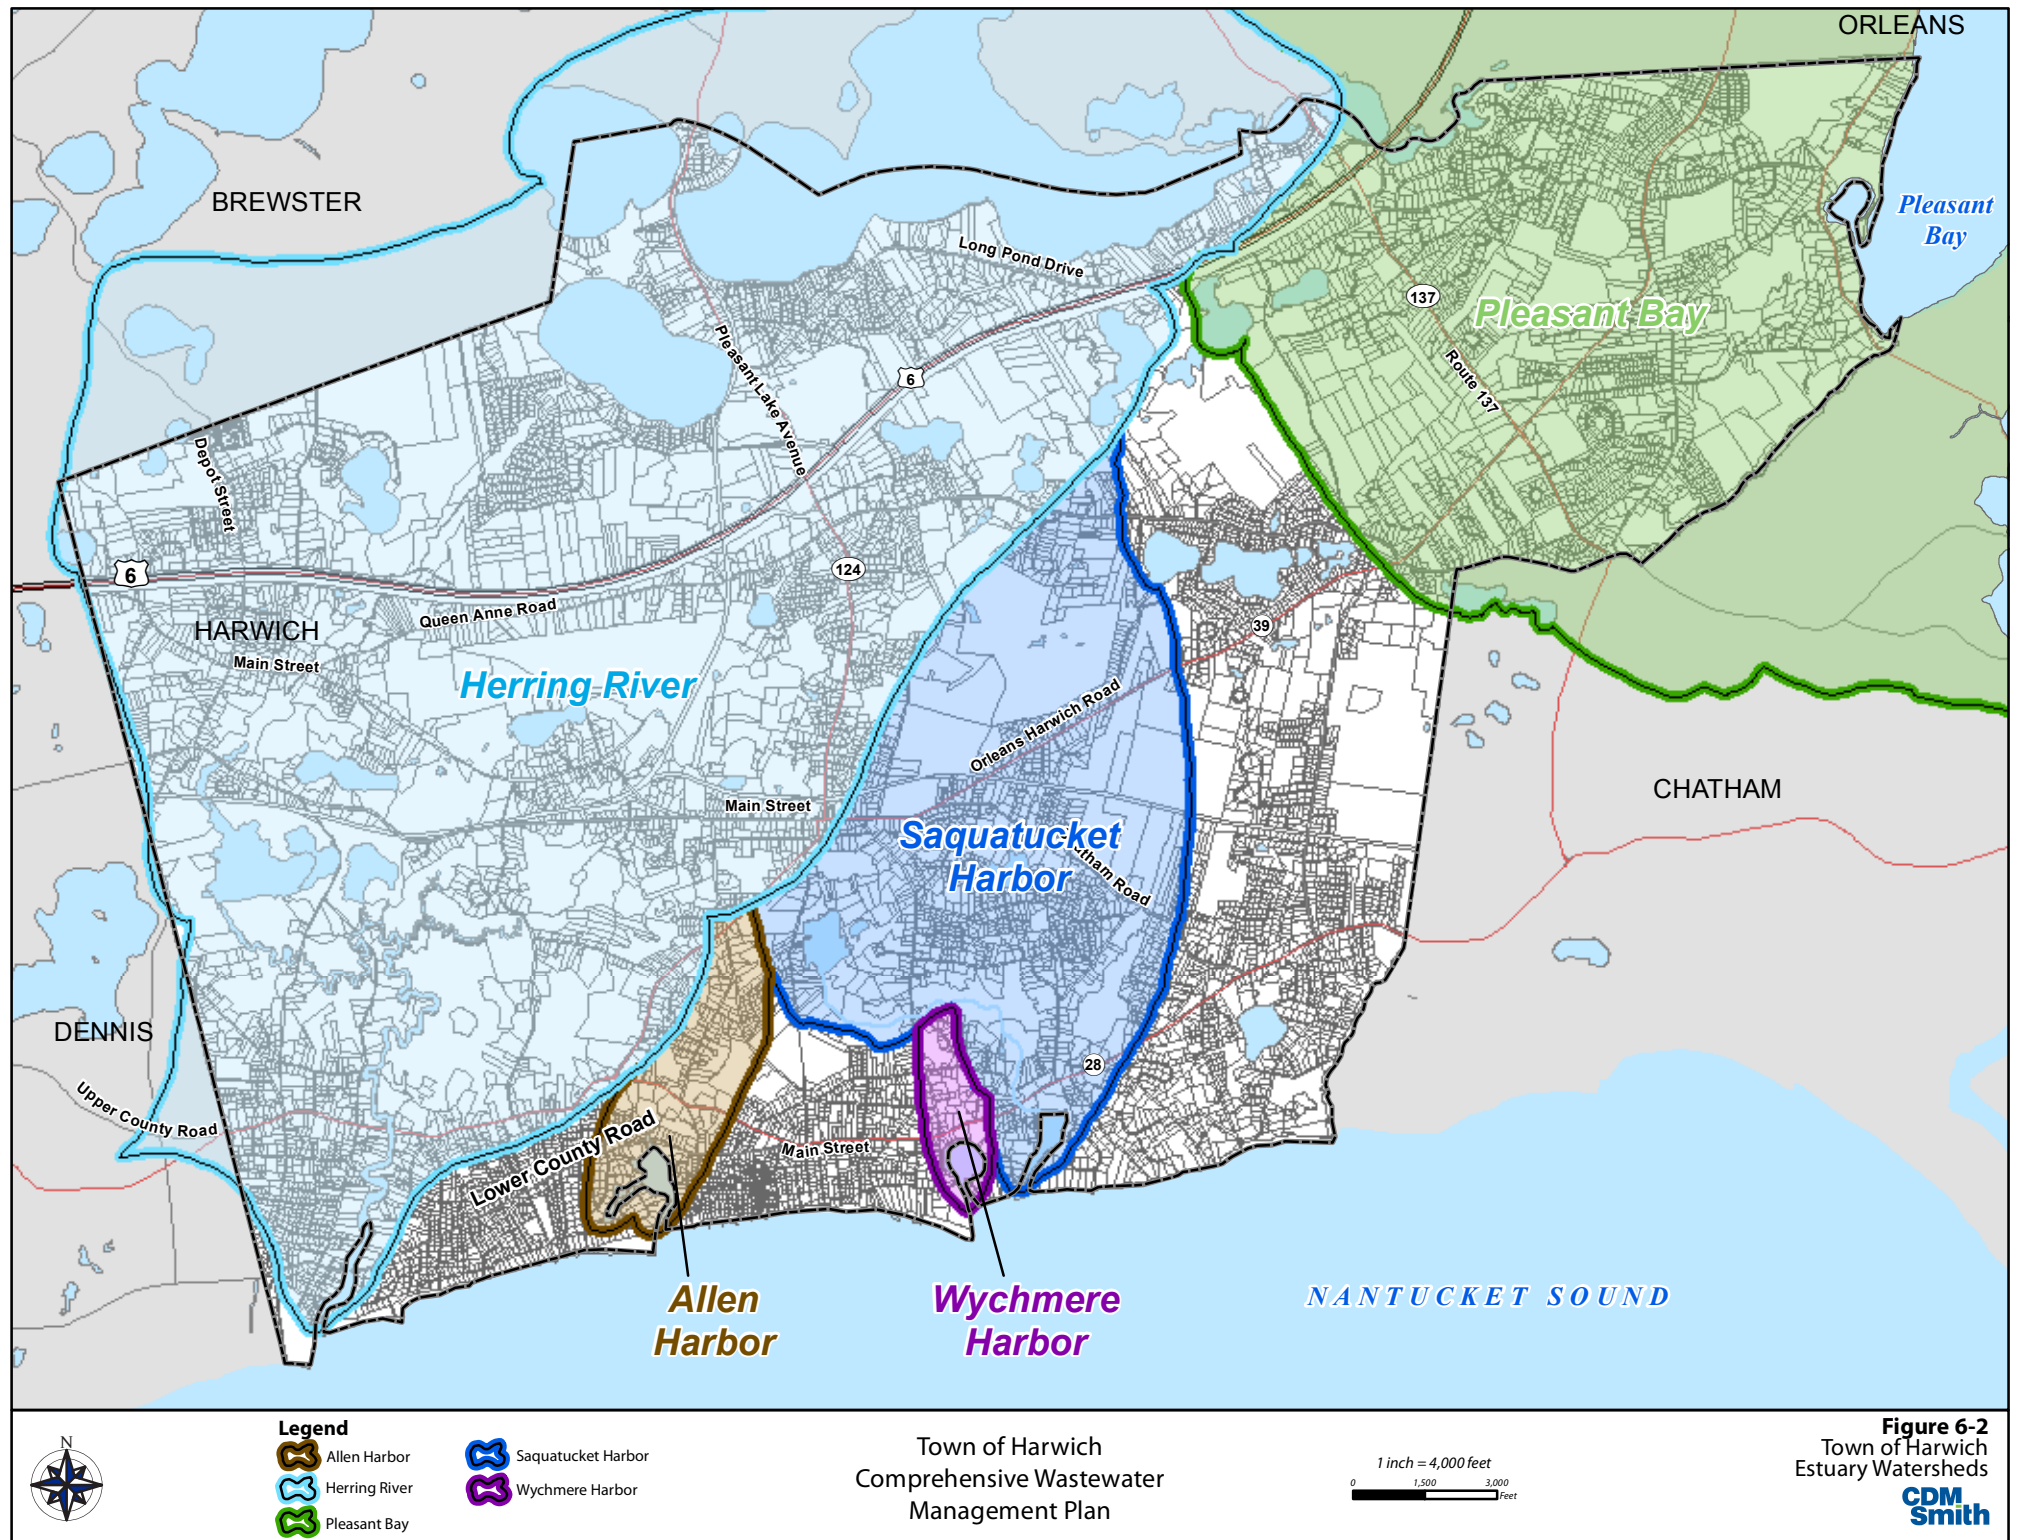 ORLEANS
BREWSTER
Pleasant
Bay
Long Pond Drive
137
Pleasant Bay
Pleasant Lake Avenue
6
Route 137
Depot Street
6
124
Queen Anne Road
HARWICH
39
Main Street
Herring River
Orleans Harwich Road
CHATHAM
Main Street
Saquatucket
Harbor
Road
DENNIS
28
Upper County Road
Lower County Road
Main Street
Allen
Harbor
Wychmere
Harbor
NANTUCKET SOUND
N
Legend
Allen Harbor
Herring River
Pleasant Bay
Saquatucket Harbor
Wychmere Harbor
Town of Harwich
Comprehensive Wastewater
Management Plan
1 inch = 4,000 feet
0 1,500 3,000
Feet
Figure 6-2
Town of Harwich
Estuary Watersheds
CDM
Smith